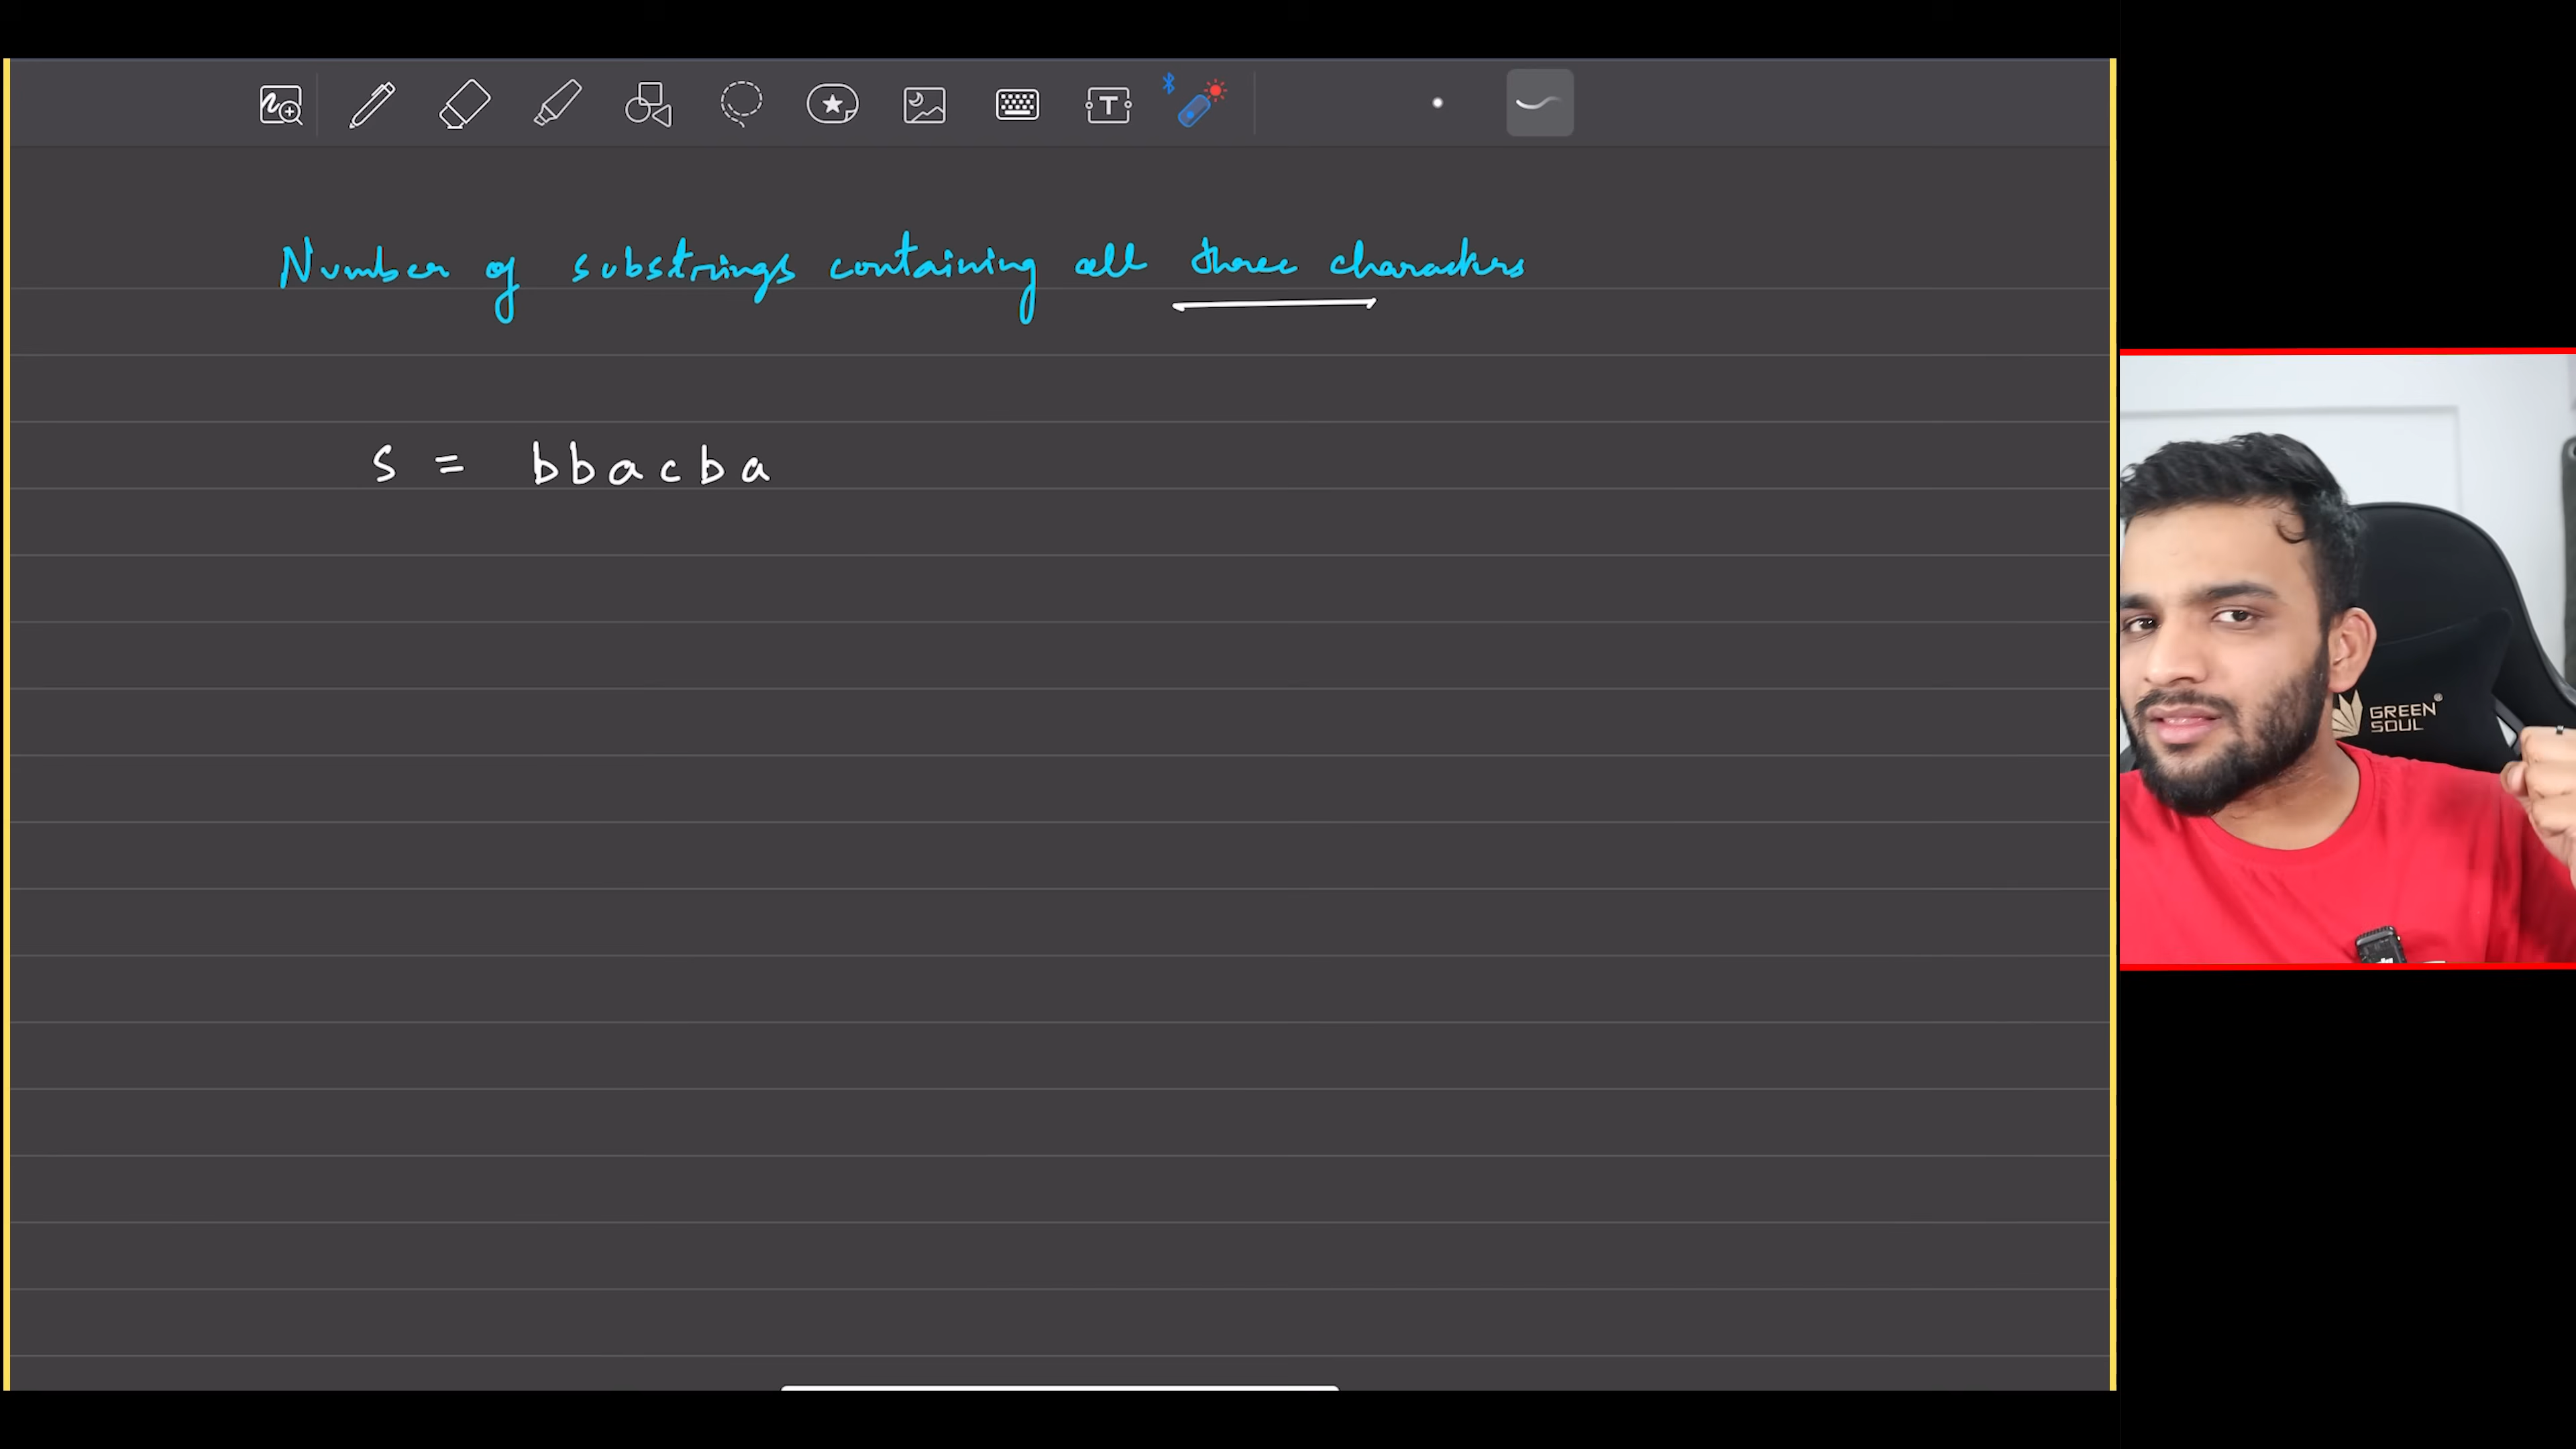 Number of substrings containing all three characters
s = bbacba
GREEN
SOUL